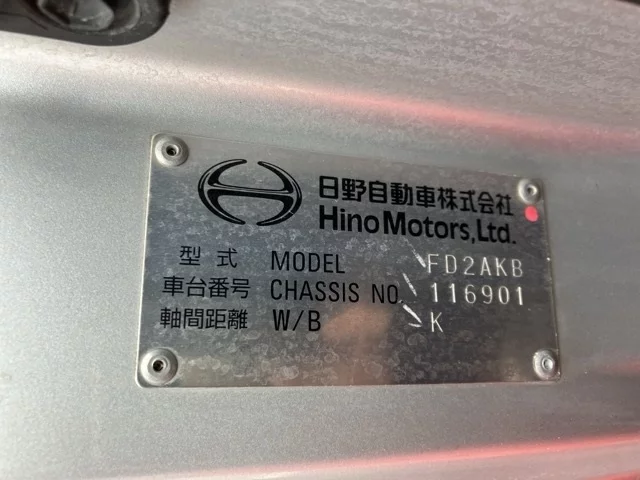 日野自動車株式会社
Hino Motors, Ltd.
型式 MODEL FD2AKB
車台番号 CHASSIS NO. 116901
軸間距離 W/B K